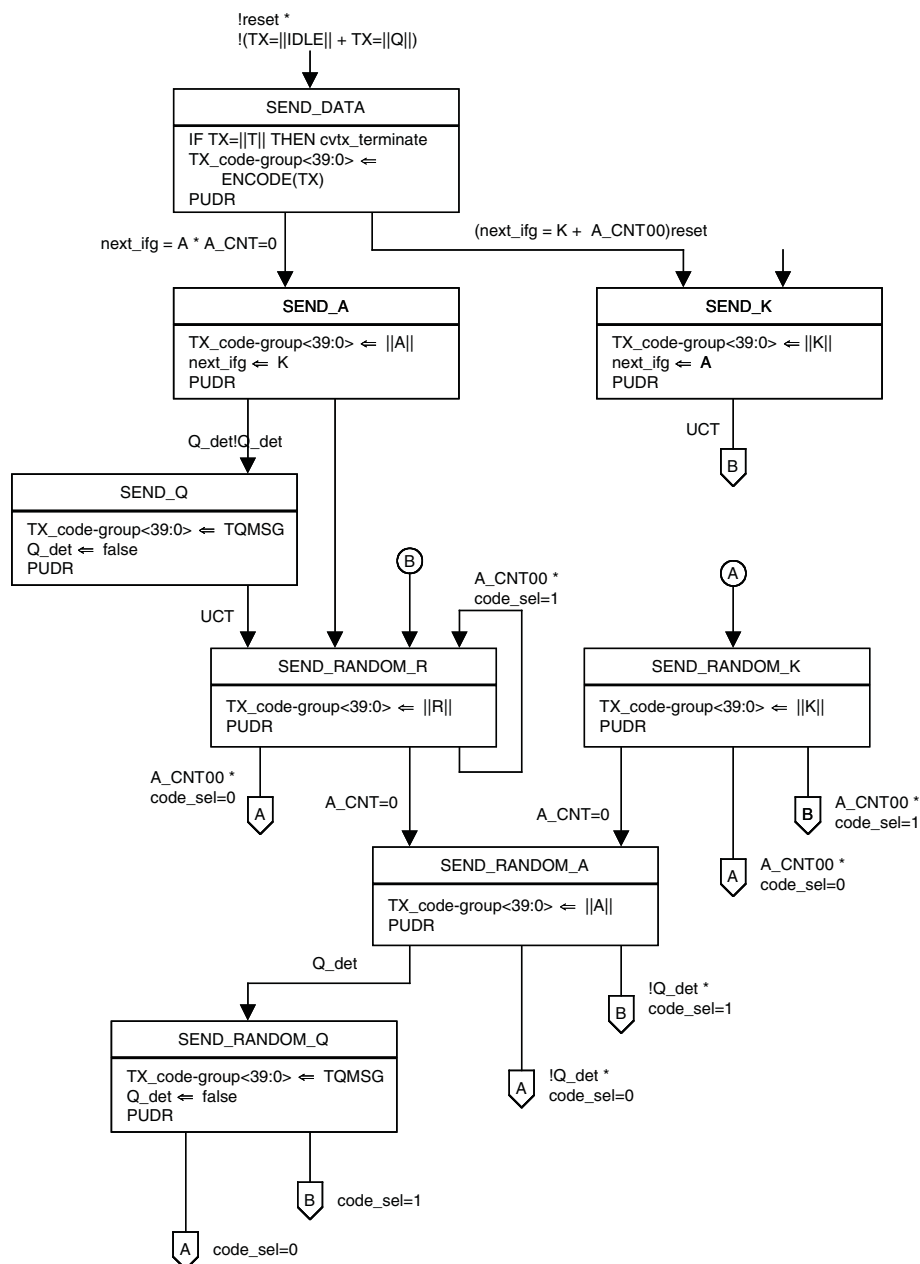 !reset *
!(TX=||IDLE|| + TX=||Q||)
SEND_DATA
IF TX=||T|| THEN cvtx_terminate
TX_code-group<39:0> ⇐
ENCODE(TX)
PUDR
next_ifg = A * A_CNT=0
(next_ifg = K + A_CNT00)reset
SEND_A
TX_code-group<39:0> ⇐ ||A||
next_ifg ⇐ K
PUDR
SEND_K
TX_code-group<39:0> ⇐ ||K||
next_ifg ⇐ A
PUDR
Q_det!Q_det
UCT
B
SEND_Q
TX_code-group<39:0> ⇐ TQMSG
Q_det ⇐ false
PUDR
UCT
B
A_CNT00 *
code_sel=1
A
SEND_RANDOM_R
TX_code-group<39:0> ⇐ ||R||
PUDR
SEND_RANDOM_K
TX_code-group<39:0> ⇐ ||K||
PUDR
A_CNT00 *
code_sel=0
A
A_CNT=0
A_CNT=0
B
A_CNT00 *
code_sel=1
A
A_CNT00 *
code_sel=0
SEND_RANDOM_A
TX_code-group<39:0> ⇐ ||A||
PUDR
Q_det
B
!Q_det *
code_sel=1
A
!Q_det *
code_sel=0
SEND_RANDOM_Q
TX_code-group<39:0> ⇐ TQMSG
Q_det ⇐ false
PUDR
B
code_sel=1
A
code_sel=0